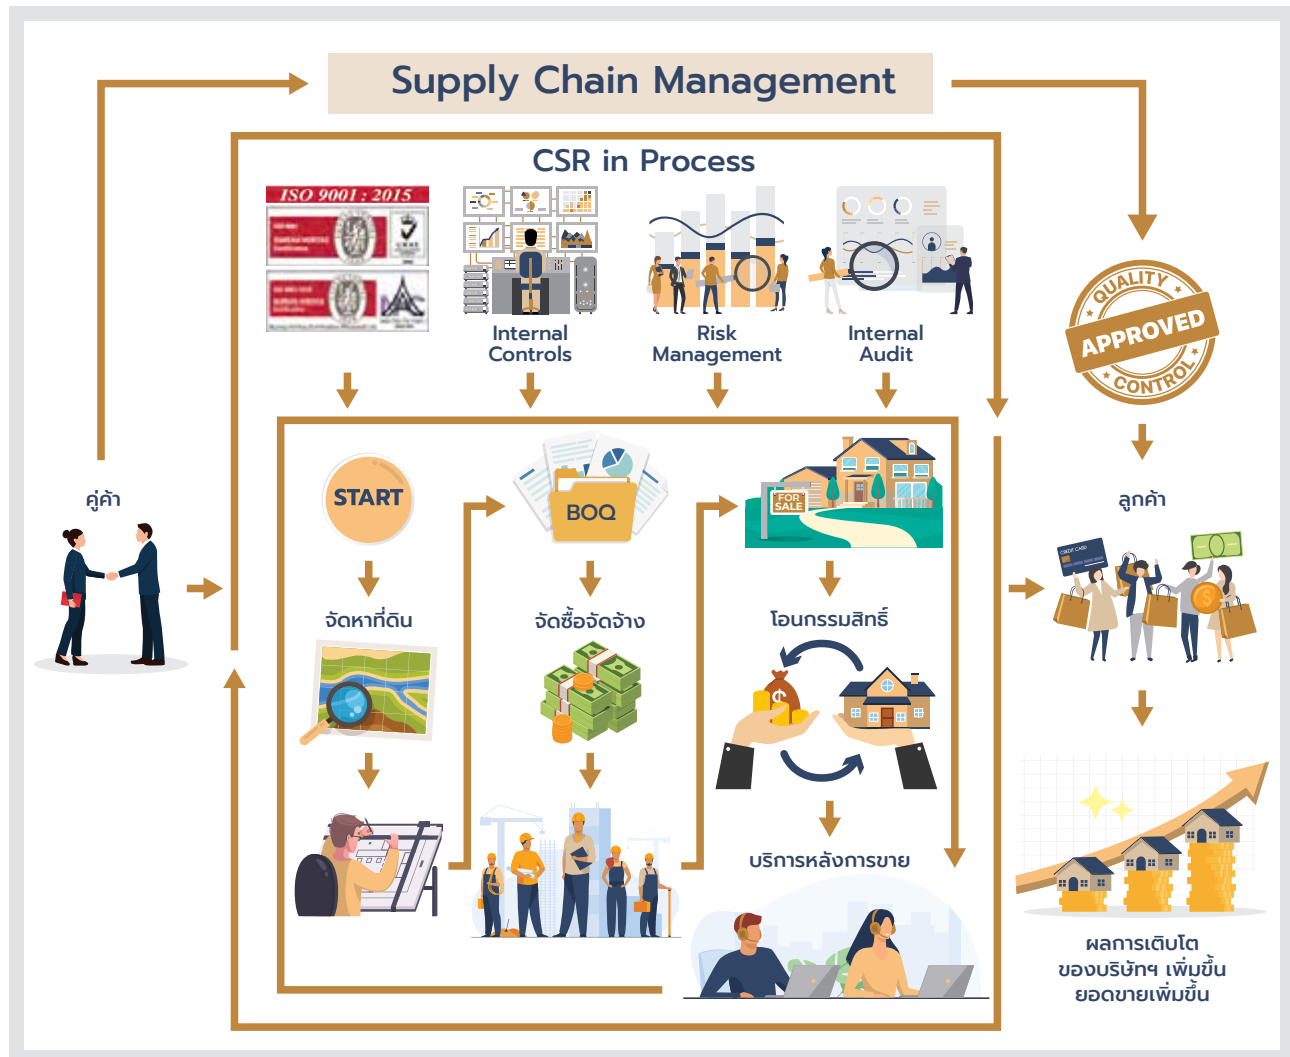 Supply Chain Management
CSR in Process
ISO 9001 : 2015
Internal
Controls
Risk
Management
Internal
Audit
QUALITY
APPROVED
CONTROL
คู่ค้า
START
BOQ
FOR
SALE
ลูกค้า
CREDIT CARD
จัดหาที่ดิน
จัดซื้อจัดจ้าง
โอนกรรมสิทธิ์
บริการหลังการขาย
ผลการเติบโต
ของบริษัทฯ เพิ่มขึ้น
ยอดขายเพิ่มขึ้น